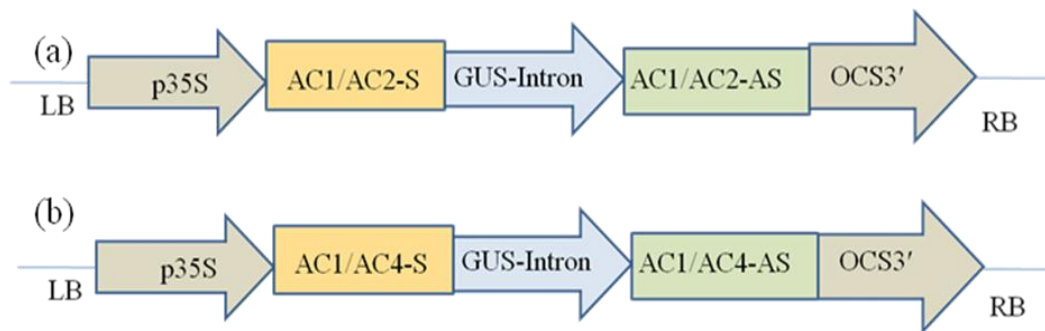 (a)
LB p35S AC1/AC2-S GUS-Intron AC1/AC2-AS OCS3′ RB
(b)
LB p35S AC1/AC4-S GUS-Intron AC1/AC4-AS OCS3′ RB